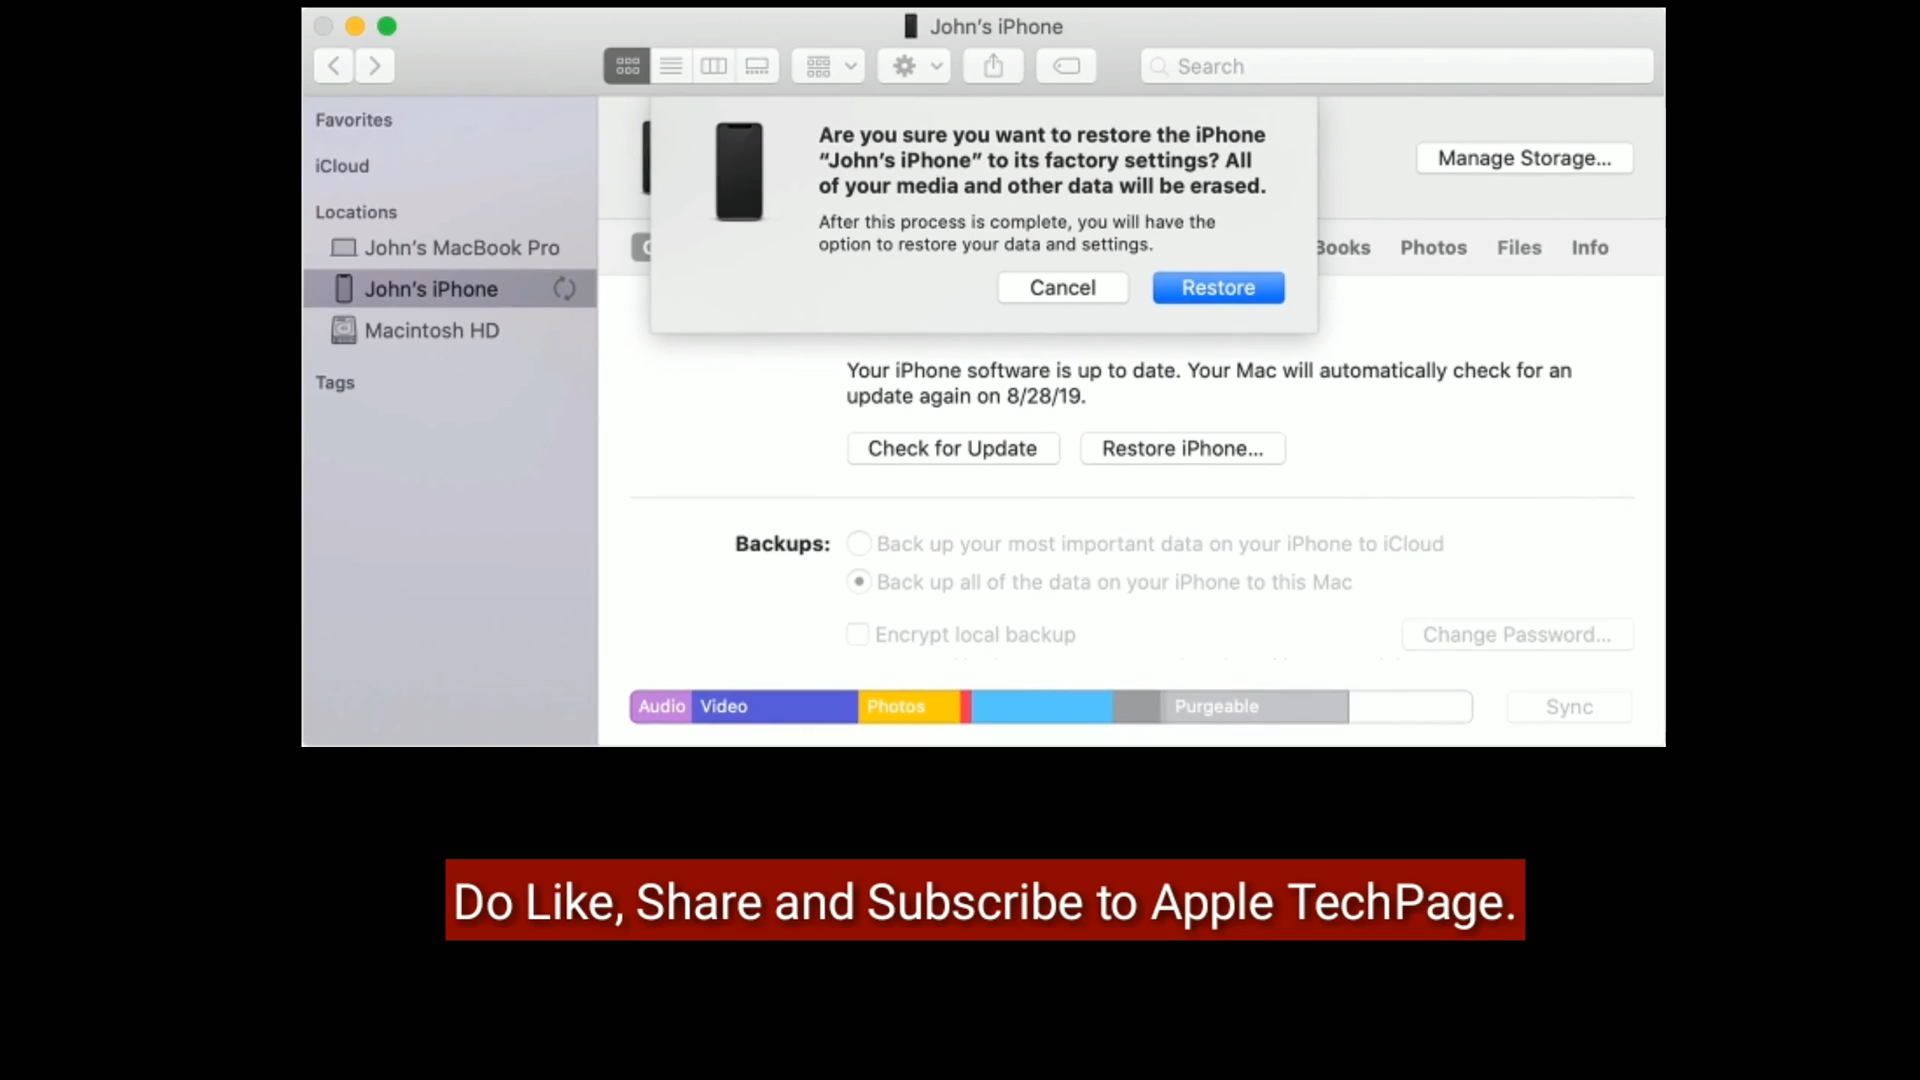 John's iPhone
Search
Favorites
iCloud
Locations
John's MacBook Pro
John's iPhone
Macintosh HD
Tags
Are you sure you want to restore the iPhone
“John's iPhone” to its factory settings? All
of your media and other data will be erased.
After this process is complete, you will have the
option to restore your data and settings.
Cancel
Restore
Manage Storage...
Books
Photos
Files
Info
Your iPhone software is up to date. Your Mac will automatically check for an
update again on 8/28/19.
Check for Update
Restore iPhone...
Backups:
Back up your most important data on your iPhone to iCloud
Back up all of the data on your iPhone to this Mac
Encrypt local backup
Change Password...
Audio
Video
Photos
Purgeable
Sync
Do Like, Share and Subscribe to Apple TechPage.